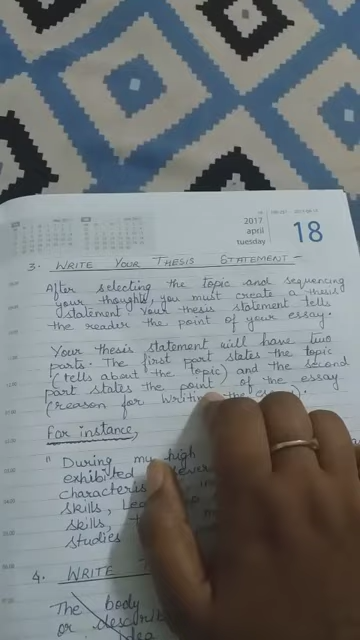 2017
april
tuesday
18
3. WRITE YOUR THESIS STATEMENT -
After selecting the topic and sequencing
your thoughts, you must create a thesis
statement. Your thesis statement tells
the reader the point of your essay.
Your thesis statement will have two
parts. The first part states the topic
(tells about the topic) and the second
part states the point of the essay
(reason for writing the
For instance,
" During my high
exhibited
characteris
skills,
skills,
studies
4. WRITE
The body
or describ
idea